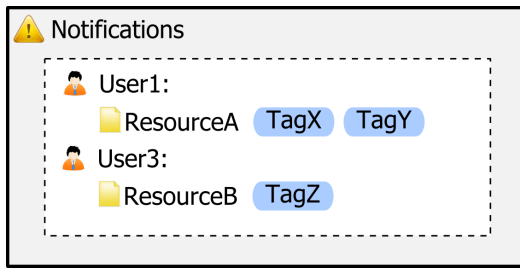 Notifications
User1:
ResourceA TagX TagY
User3:
ResourceB TagZ